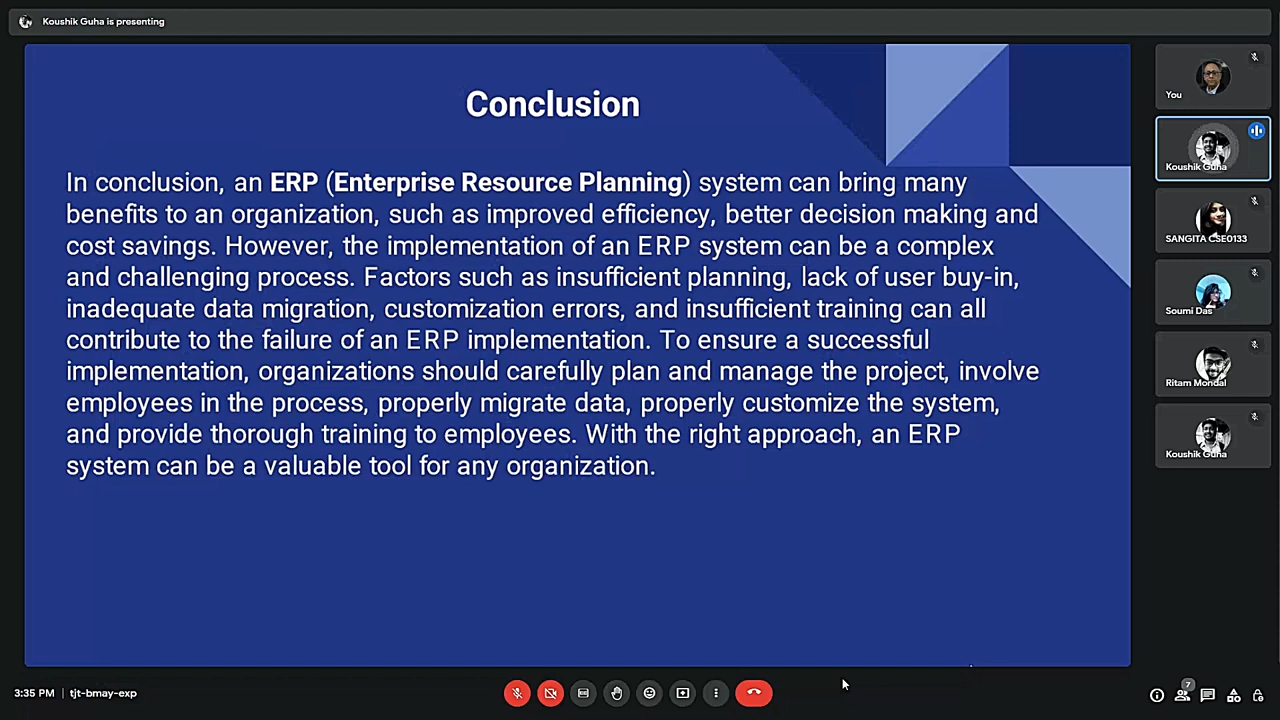 Koushik Guha is presenting
Conclusion
In conclusion, an ERP (Enterprise Resource Planning) system can bring many
benefits to an organization, such as improved efficiency, better decision making and
cost savings. However, the implementation of an ERP system can be a complex
and challenging process. Factors such as insufficient planning, lack of user buy-in,
inadequate data migration, customization errors, and insufficient training can all
contribute to the failure of an ERP implementation. To ensure a successful
implementation, organizations should carefully plan and manage the project, involve
employees in the process, properly migrate data, properly customize the system,
and provide thorough training to employees. With the right approach, an ERP
system can be a valuable tool for any organization.
You
Koushik Guha
SANGITA CSE0133
Soumi Das
Ritam Mondal
Koushik Guha
3:35 PM | tjt-bmay-exp
7